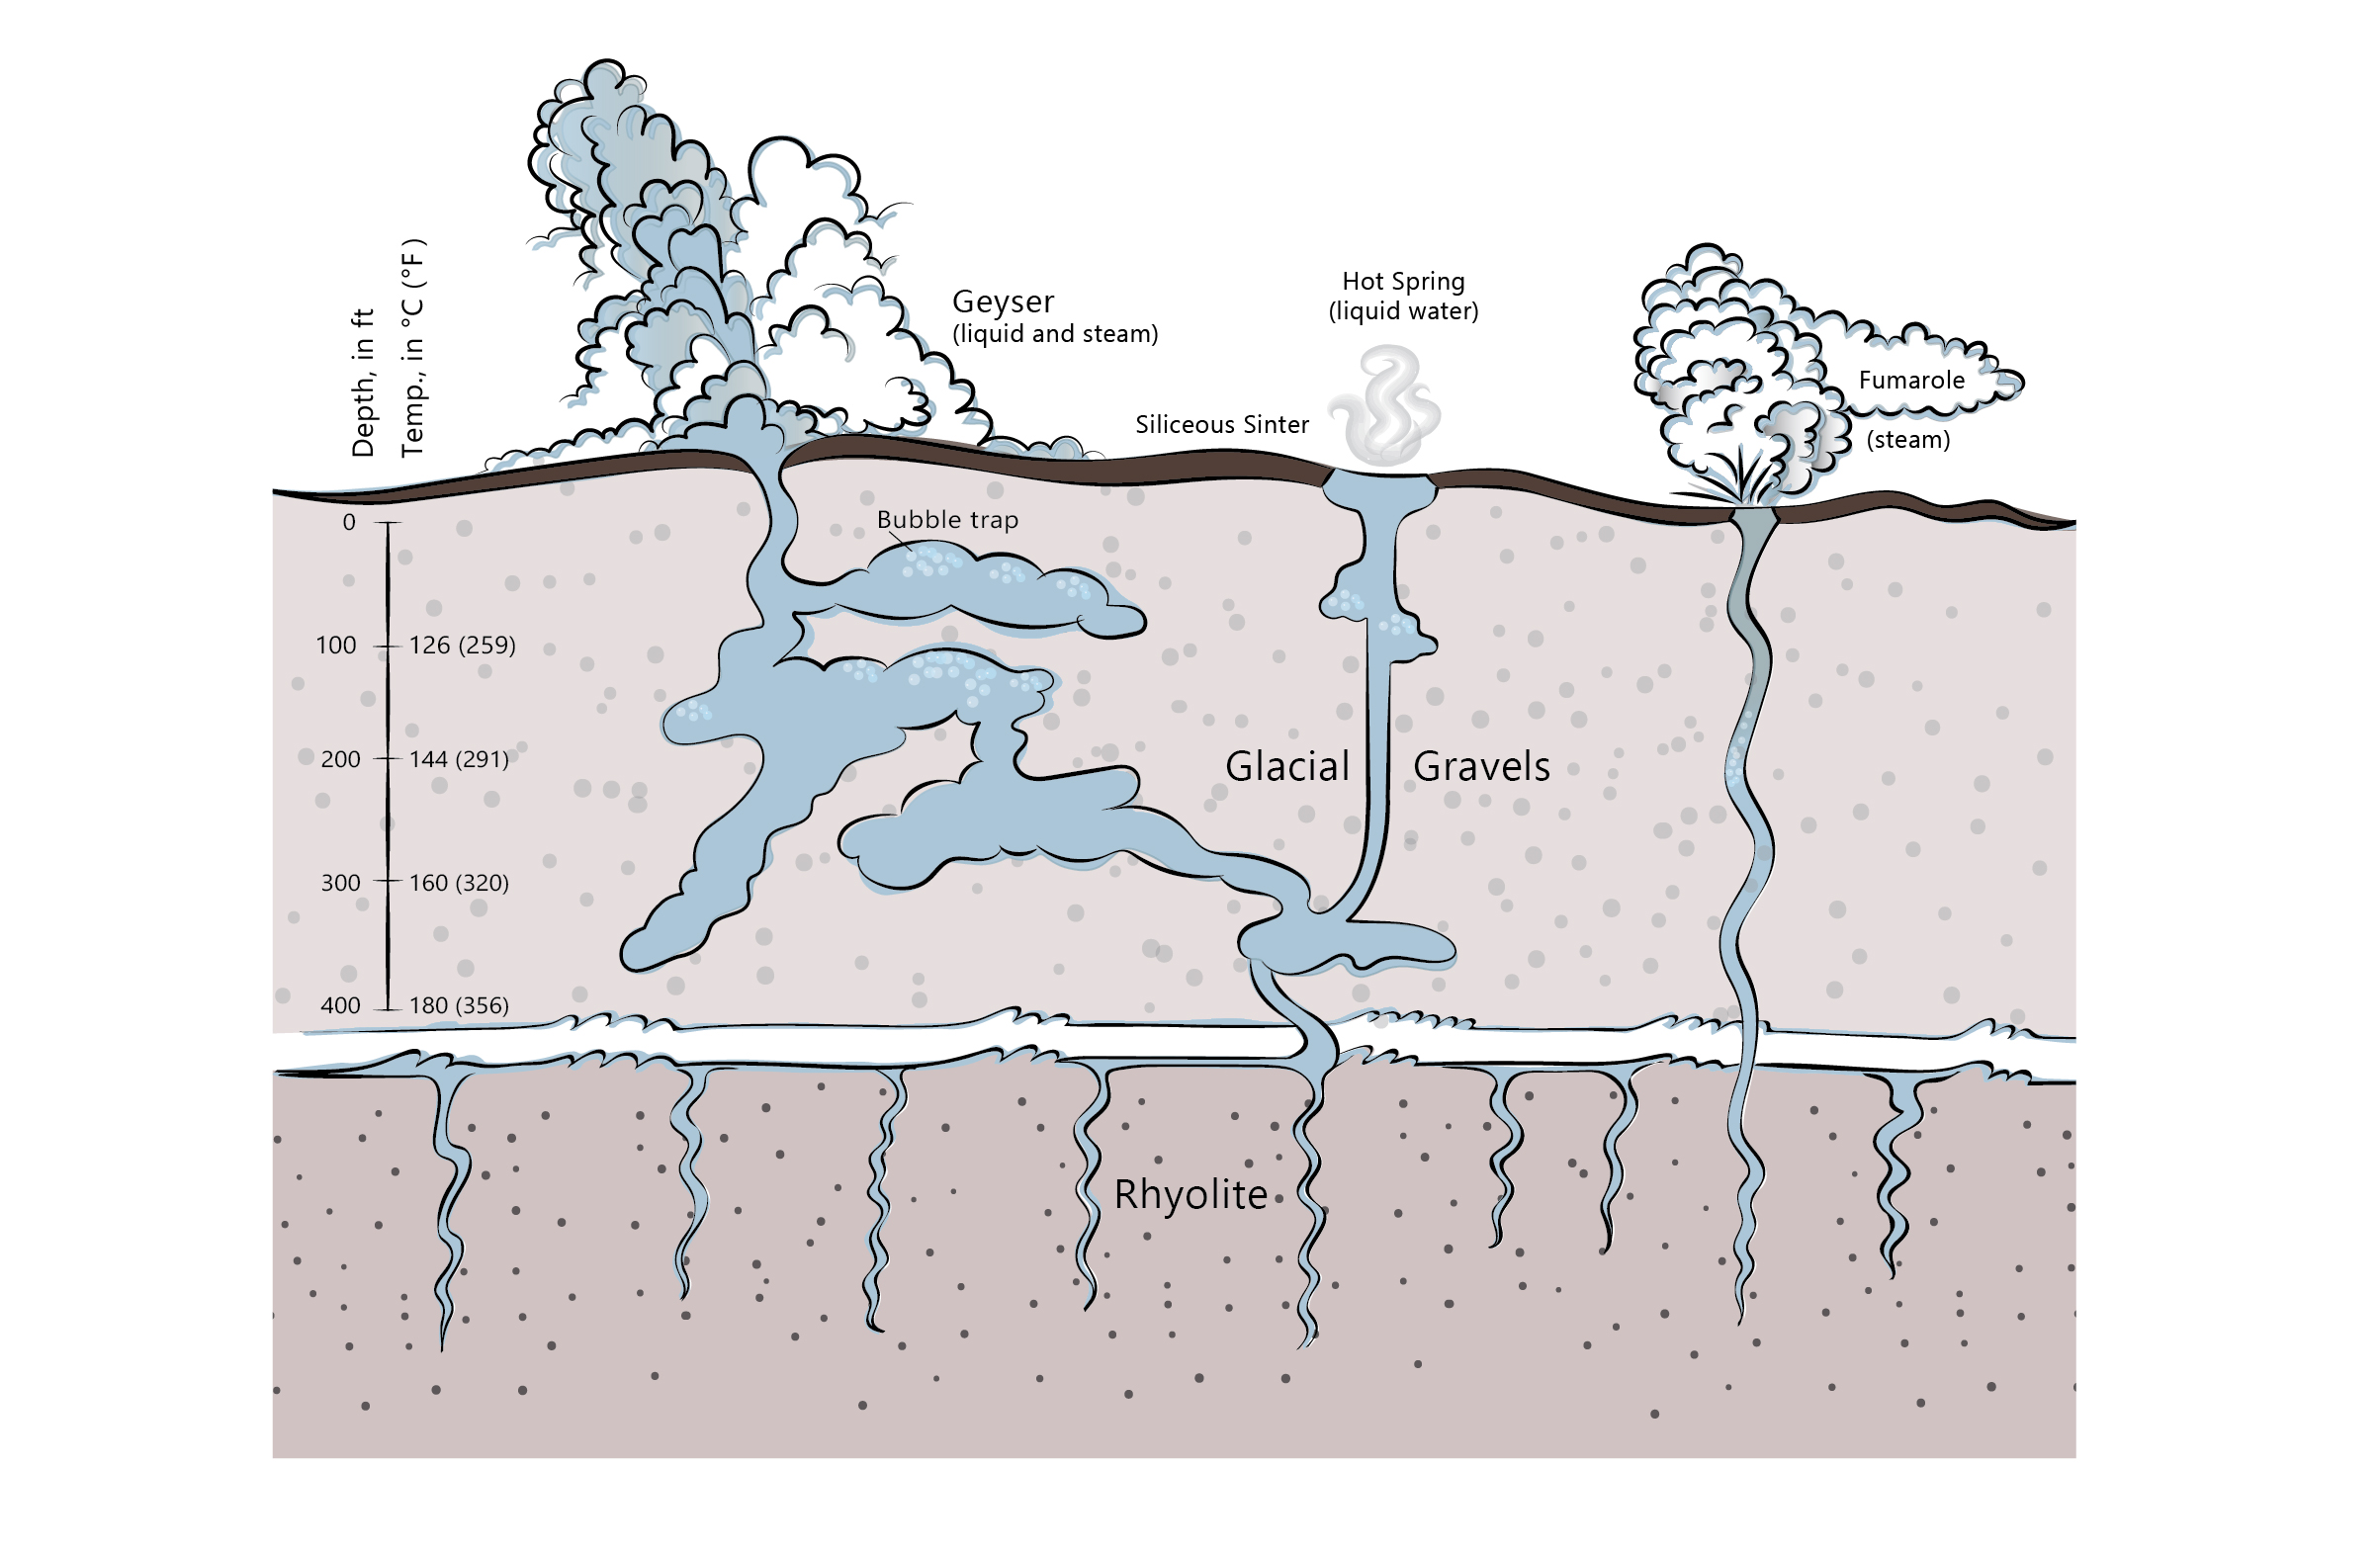 Depth, in ft
Temp., in °C (°F)
Geyser
(liquid and steam)
Hot Spring
(liquid water)
Fumarole
(steam)
Siliceous Sinter
Bubble trap
0
100 126 (259)
200 144 (291)
300 160 (320)
400 180 (356)
Glacial Gravels
Rhyolite